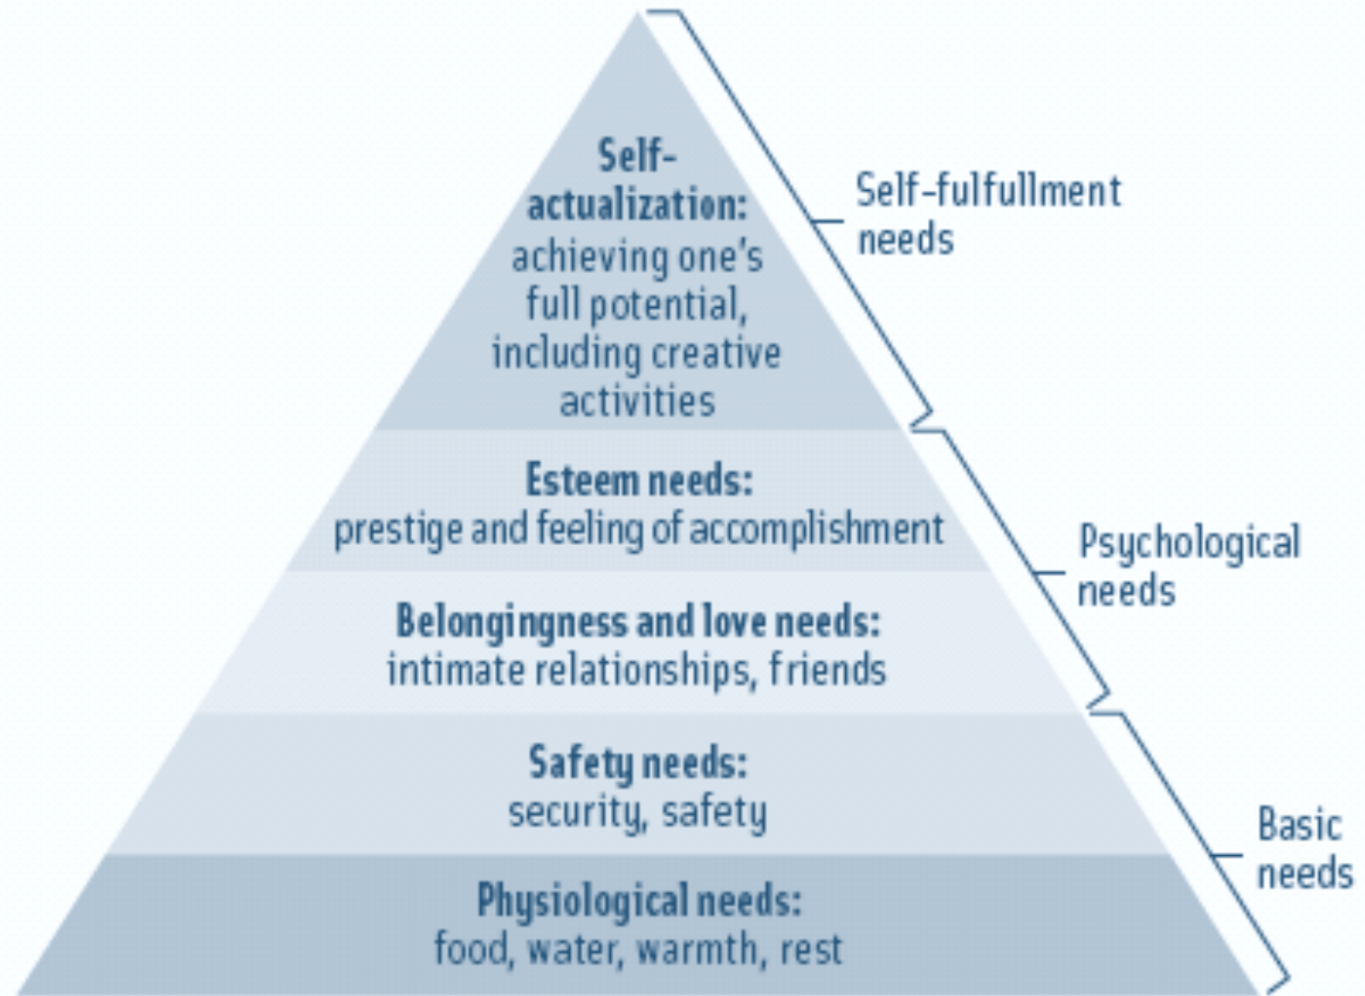 Self-
actualization:
achieving one's
full potential,
including creative
activities
Self-fulfullment
needs
Esteem needs:
prestige and feeling of accomplishment
Psychological
needs
Belongingness and love needs:
intimate relationships, friends
Safety needs:
security, safety
Basic
needs
Physiological needs:
food, water, warmth, rest